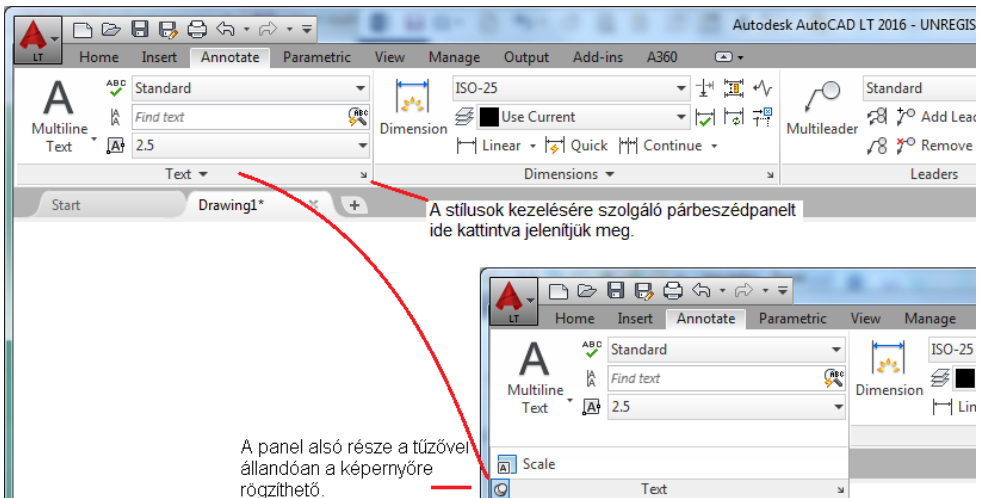 Autodesk AutoCAD LT 2016 - UNREGIS
LT Home Insert Annotate Parametric View Manage Output Add-ins A360
A ABC Standard ISO-25 Standard
Multiline Text Find text ABC Dimension Use Current Multileader Add Lead
2.5 Linear Quick Continue Remove
Text Dimensions Leaders
Start Drawing1*
A stílusok kezelésére szolgáló párbeszédpanelt
ide kattintva jelenítjük meg.
LT Home Insert Annotate Parametric View Manage
A ABC Standard ISO-25
Multiline Text Find text ABC Dimension
2.5 Lin
A panel alsó része a tűzővel
állandóan a képernyőre
rögzíthető.
A Scale
Text